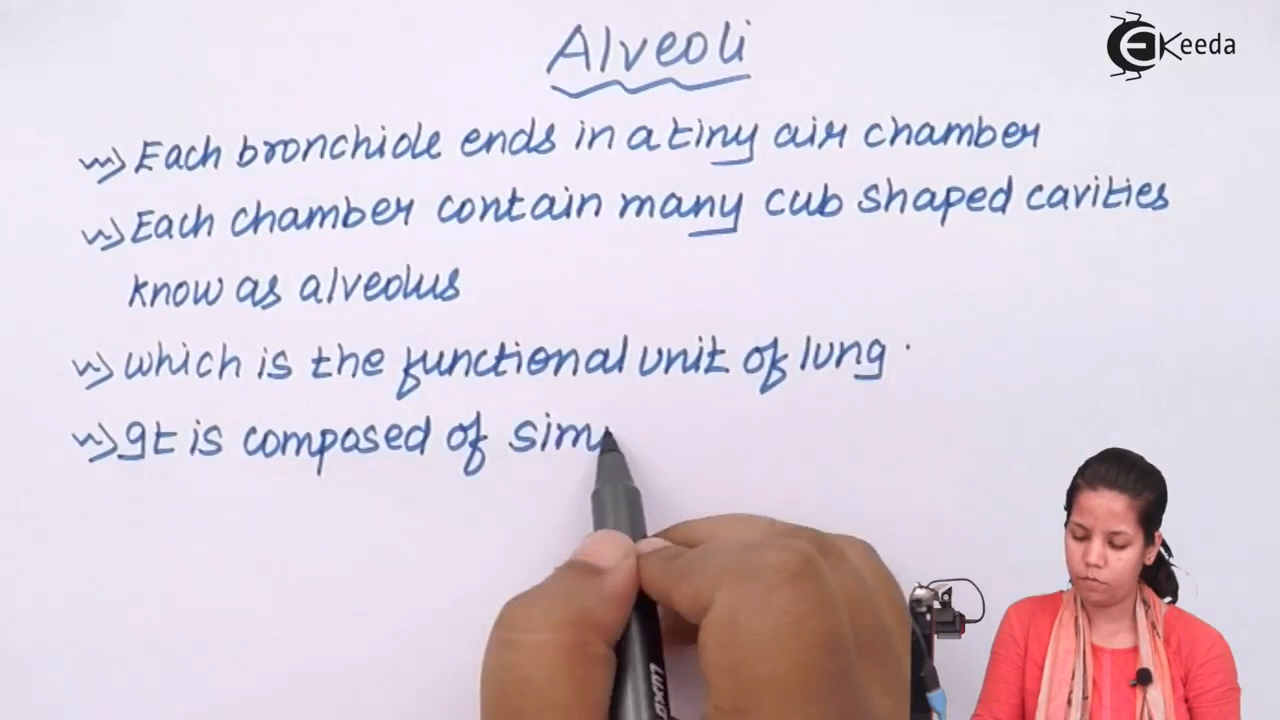 Alveoli
Keeda
Each bronchiole ends in a tiny air chamber
Each chamber contain many cub shaped cavities
know as alveolus
which is the functional unit of lung.
It is composed of sim
LUXO